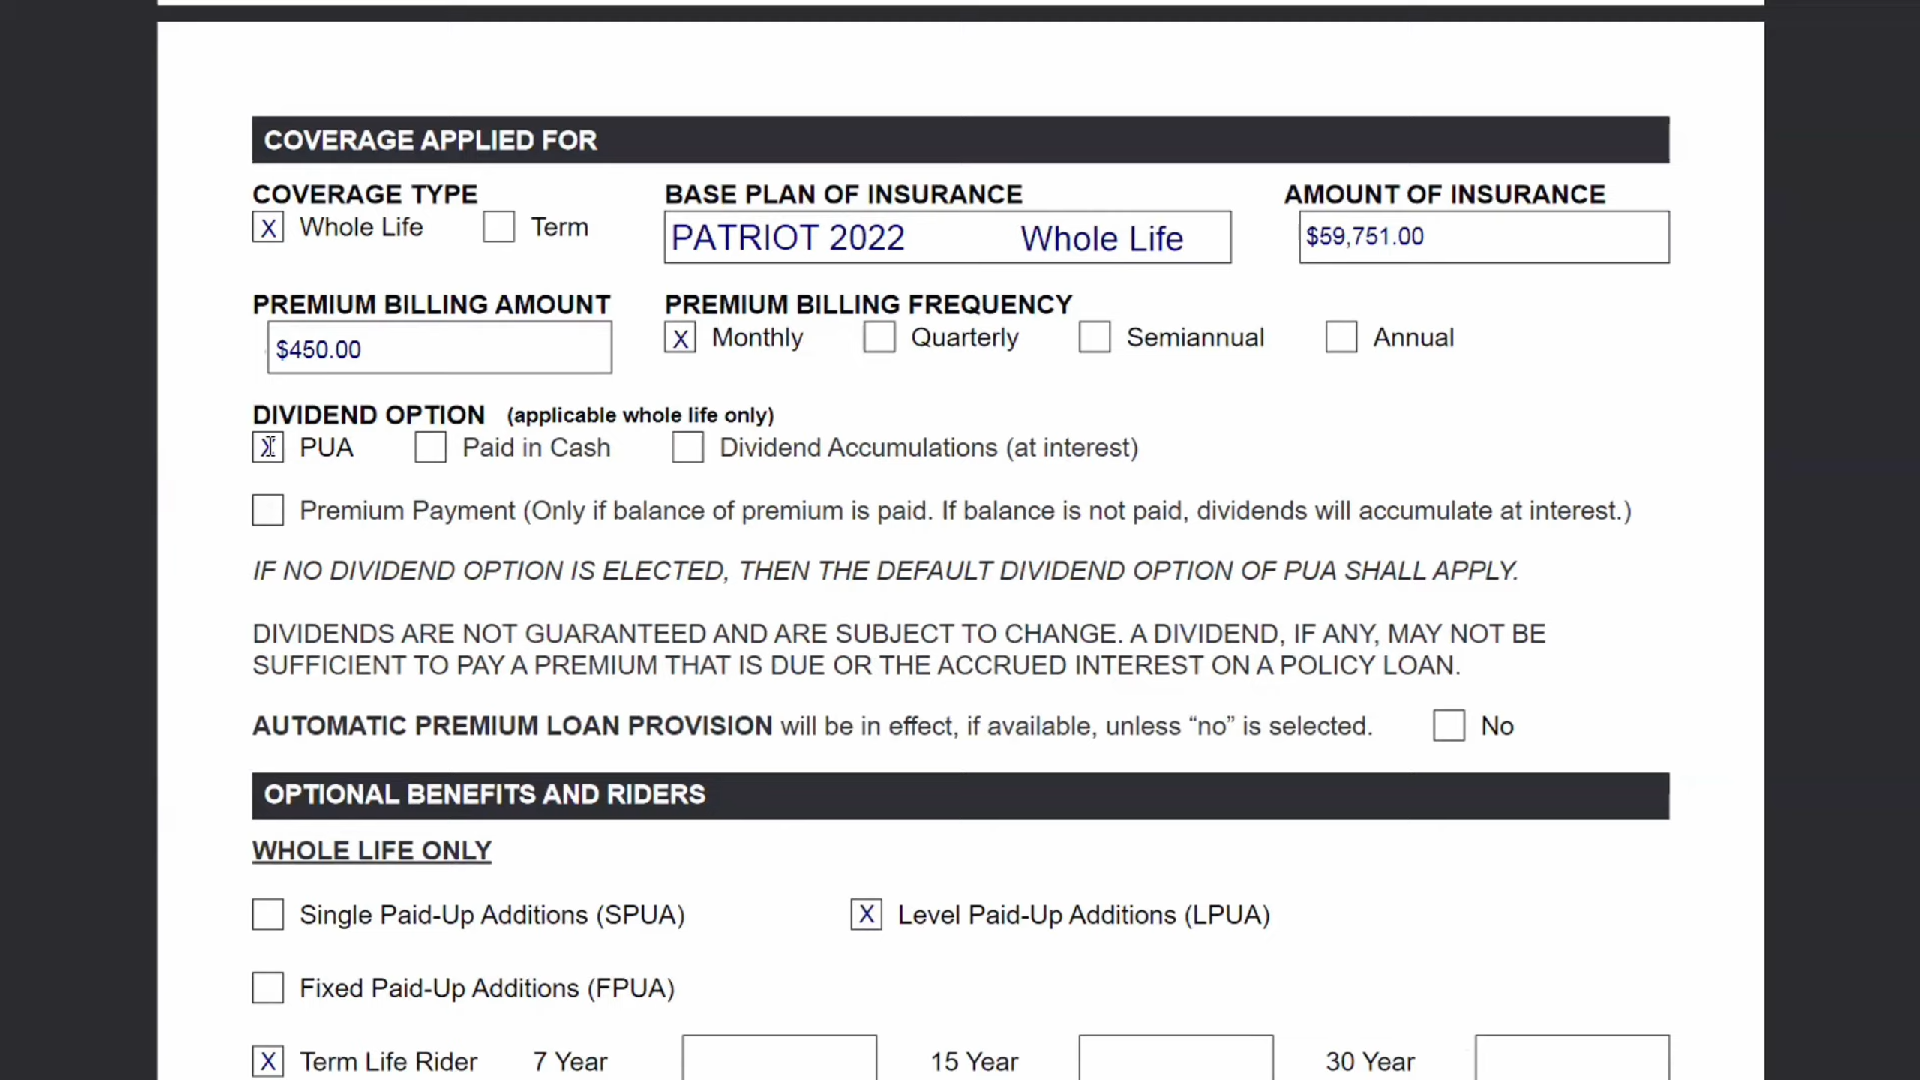 COVERAGE APPLIED FOR
COVERAGE TYPE BASE PLAN OF INSURANCE AMOUNT OF INSURANCE
X Whole Life Term PATRIOT 2022 Whole Life $59,751.00
PREMIUM BILLING AMOUNT PREMIUM BILLING FREQUENCY
$450.00 X Monthly Quarterly Semiannual Annual
DIVIDEND OPTION (applicable whole life only)
X PUA Paid in Cash Dividend Accumulations (at interest)
Premium Payment (Only if balance of premium is paid. If balance is not paid, dividends will accumulate at interest.)
IF NO DIVIDEND OPTION IS ELECTED, THEN THE DEFAULT DIVIDEND OPTION OF PUA SHALL APPLY.
DIVIDENDS ARE NOT GUARANTEED AND ARE SUBJECT TO CHANGE. A DIVIDEND, IF ANY, MAY NOT BE
SUFFICIENT TO PAY A PREMIUM THAT IS DUE OR THE ACCRUED INTEREST ON A POLICY LOAN.
AUTOMATIC PREMIUM LOAN PROVISION will be in effect, if available, unless “no” is selected. No
OPTIONAL BENEFITS AND RIDERS
WHOLE LIFE ONLY
Single Paid-Up Additions (SPUA) X Level Paid-Up Additions (LPUA)
Fixed Paid-Up Additions (FPUA)
X Term Life Rider 7 Year 15 Year 30 Year